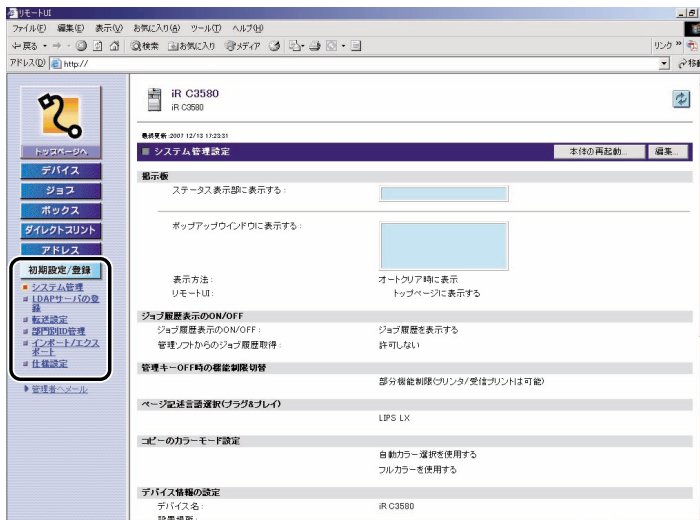 リモートUI
ファイル(F) 編集(E) 表示(V) お気に入り(A) ツール(T) ヘルプ(H)
戻る 検索 お気に入り メディア リンク »
アドレス(D) http:// 移動
iR C3580
iR C3580
最終更新:2007 12/13 17:23:31
トップページへ
システム管理設定 本体の再起動... 編集...
デバイス
ジョブ
ボックス
ダイレクトプリント
アドレス
初期設定/登録
システム管理
LDAPサーバの登
録
転送設定
部門別ID管理
インポート/エクス
ポート
仕様設定
管理者へメール
掲示板
ステータス表示部に表示する:
ポップアップウインドウに表示する:
表示方法: オートクリア時に表示
リモートUI: トップページに表示する
ジョブ履歴表示のON/OFF
ジョブ履歴表示のON/OFF: ジョブ履歴を表示する
管理ソフトからのジョブ履歴取得: 許可しない
管理キーOFF時の機能制限切替
部分機能制限(プリンタ/受信プリントは可能)
ページ記述言語選択(プラグ&プレイ)
LIPS LX
コピーのカラーモード設定
自動カラー選択を使用する
フルカラーを使用する
デバイス情報の設定
デバイス名: iR C3580
設置場所: